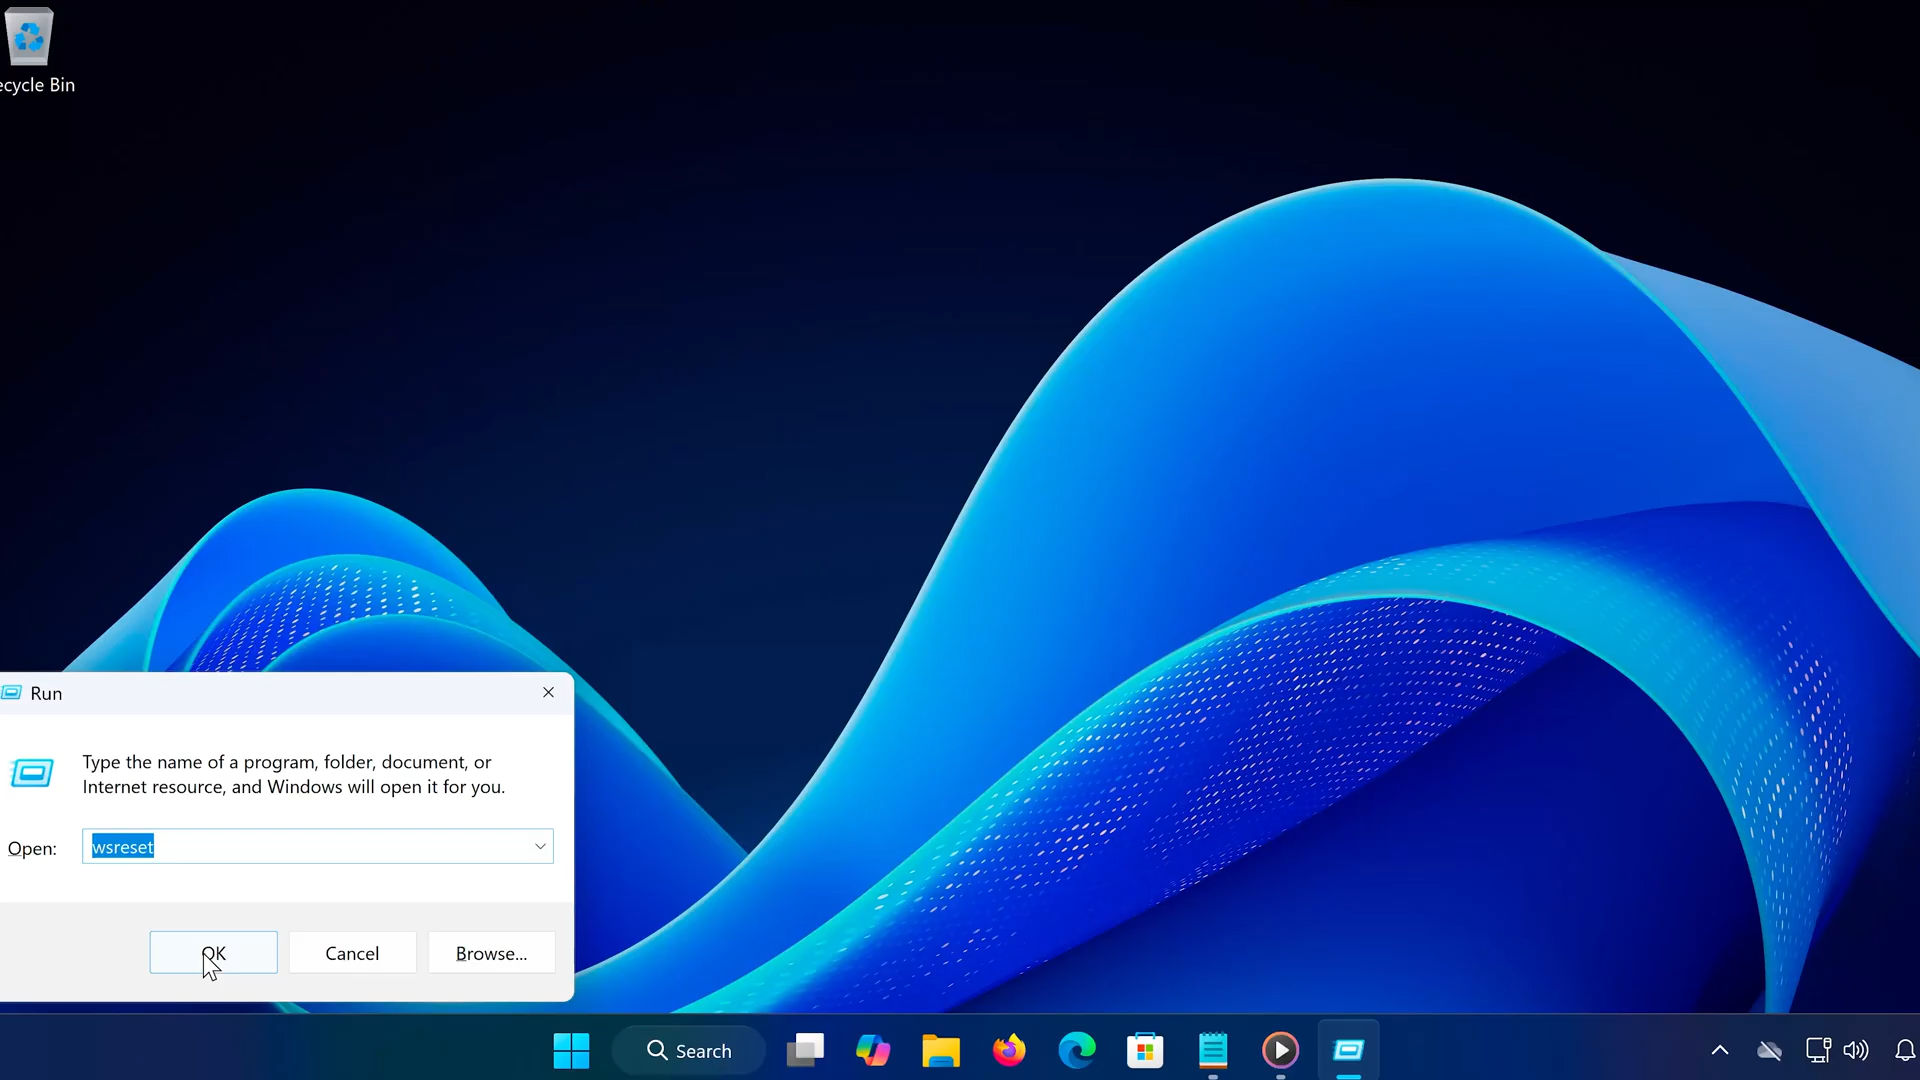 ecycle Bin
Run
Type the name of a program, folder, document, or
Internet resource, and Windows will open it for you.
Open:
wsreset
OK
Cancel
Browse...
Search